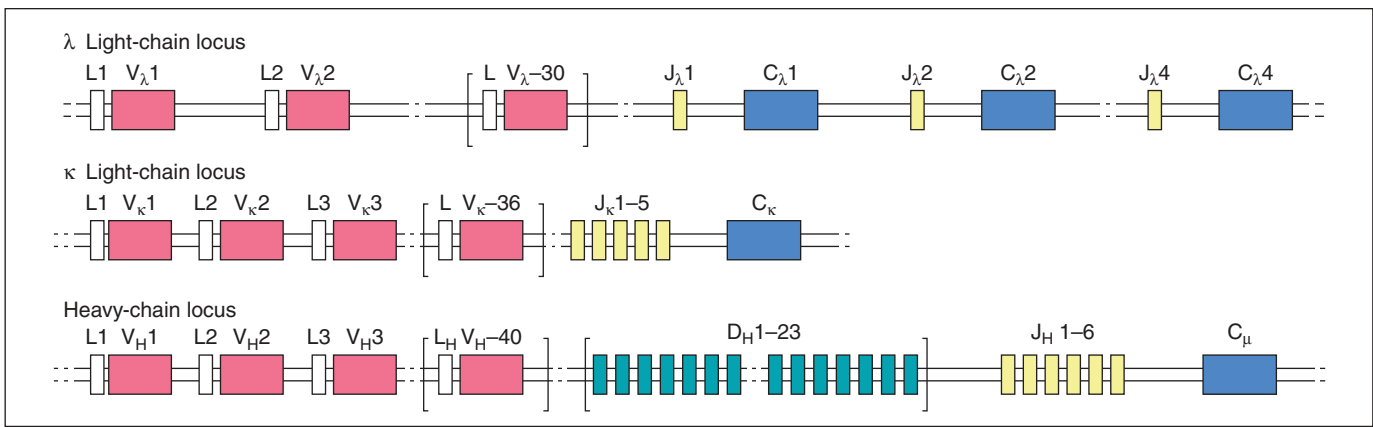 λ Light-chain locus
L1 Vλ1 L2 Vλ2 L Vλ–30 Jλ1 Cλ1 Jλ2 Cλ2 Jλ4 Cλ4
κ Light-chain locus
L1 Vκ1 L2 Vκ2 L3 Vκ3 L Vκ–36 Jκ1–5 Cκ
Heavy-chain locus
L1 VH1 L2 VH2 L3 VH3 LH VH–40 DH1–23 JH 1–6 Cμ